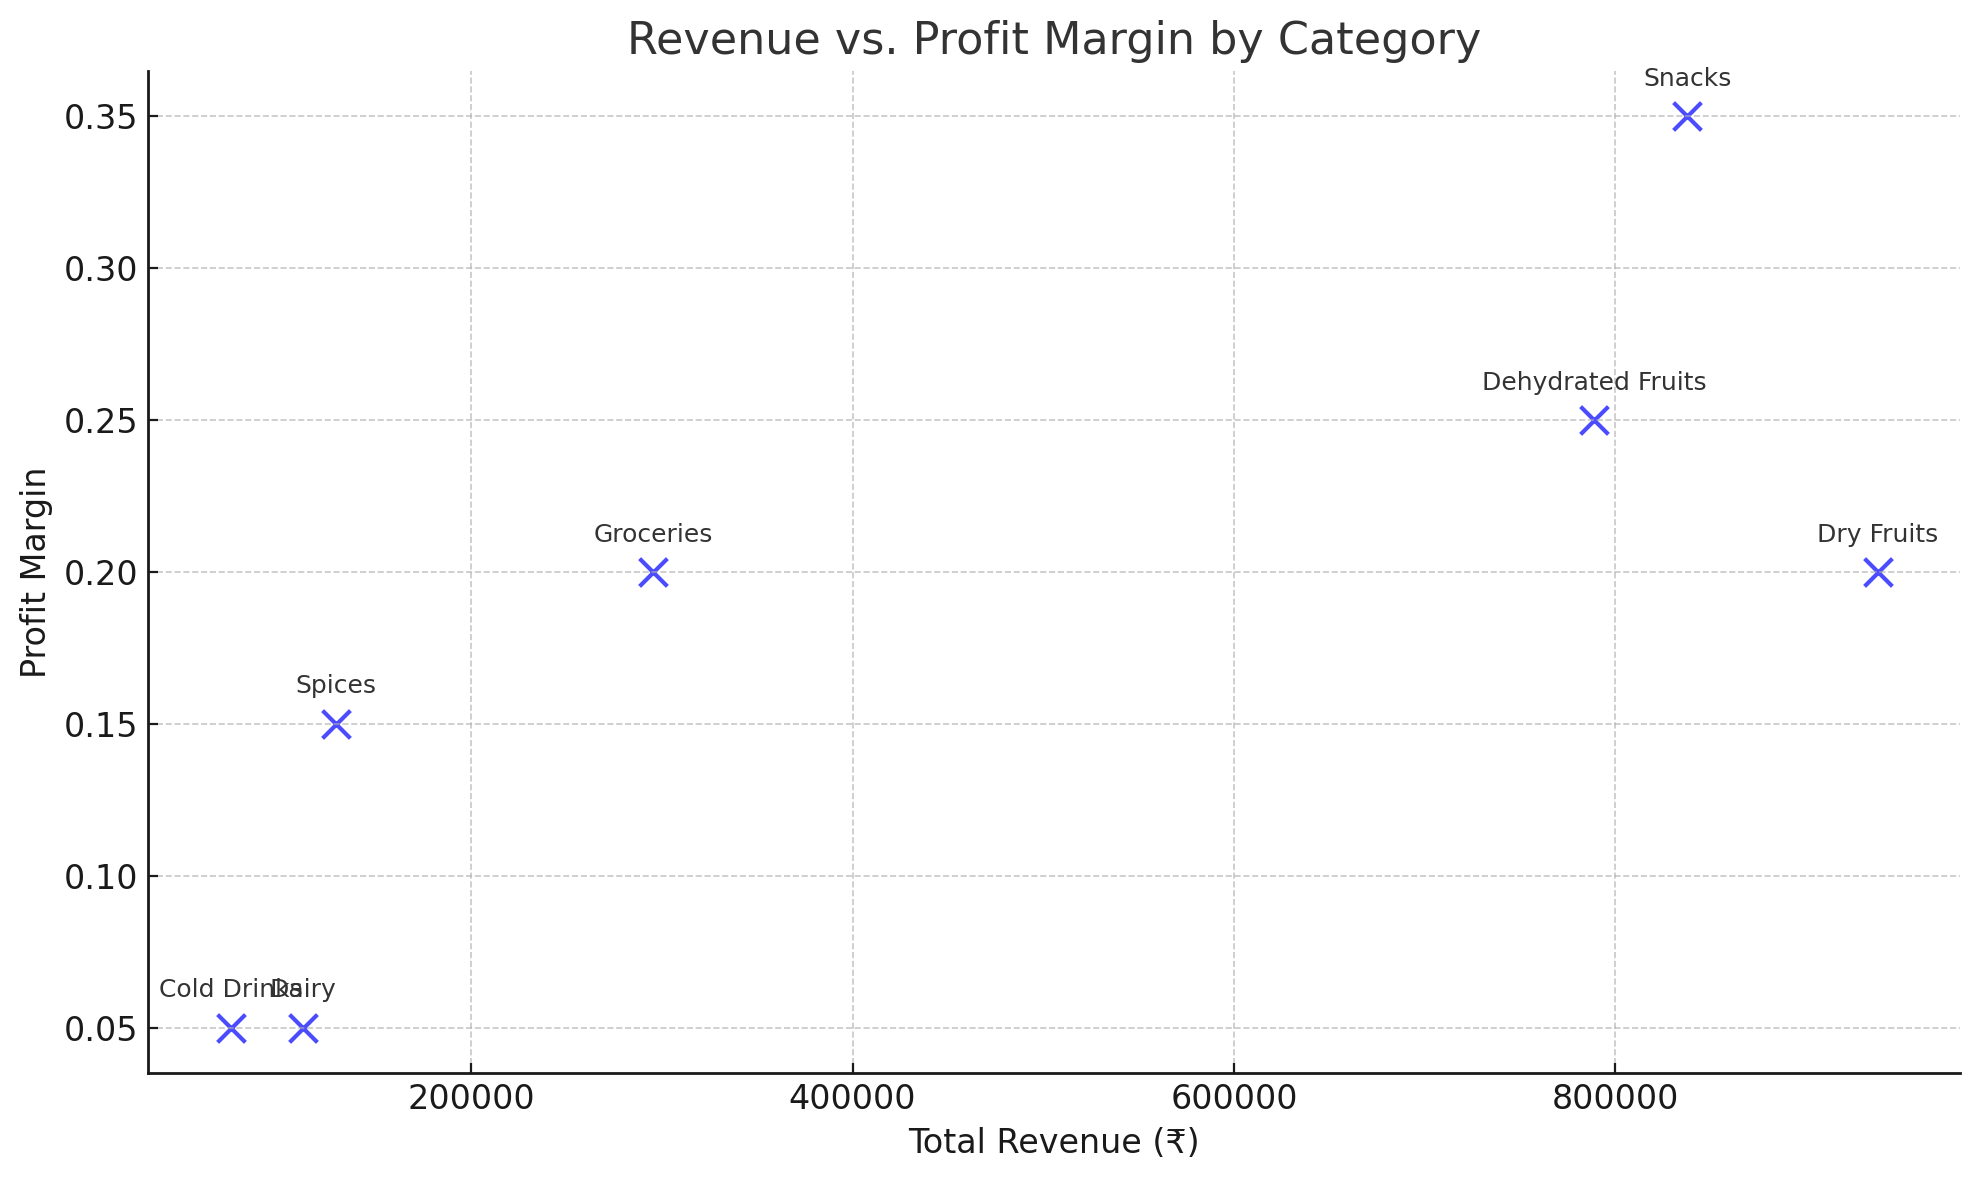 Revenue vs. Profit Margin by Category
Snacks
0.35
0.30
Dehydrated Fruits
0.25
Groceries
Dry Fruits
0.20
Spices
0.15
0.10
Cold Drinks
Dairy
0.05
Profit Margin
200000
400000
600000
800000
Total Revenue (₹)